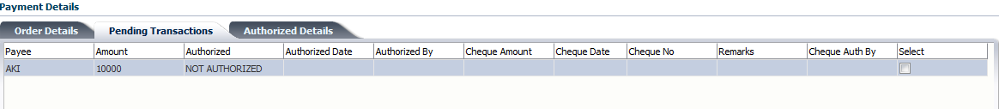 Payment Details
Order Details Pending Transactions Authorized Details
Payee Amount Authorized Authorized Date Authorized By Cheque Amount Cheque Date Cheque No Remarks Cheque Auth By Select
AKI 10000 NOT AUTHORIZED